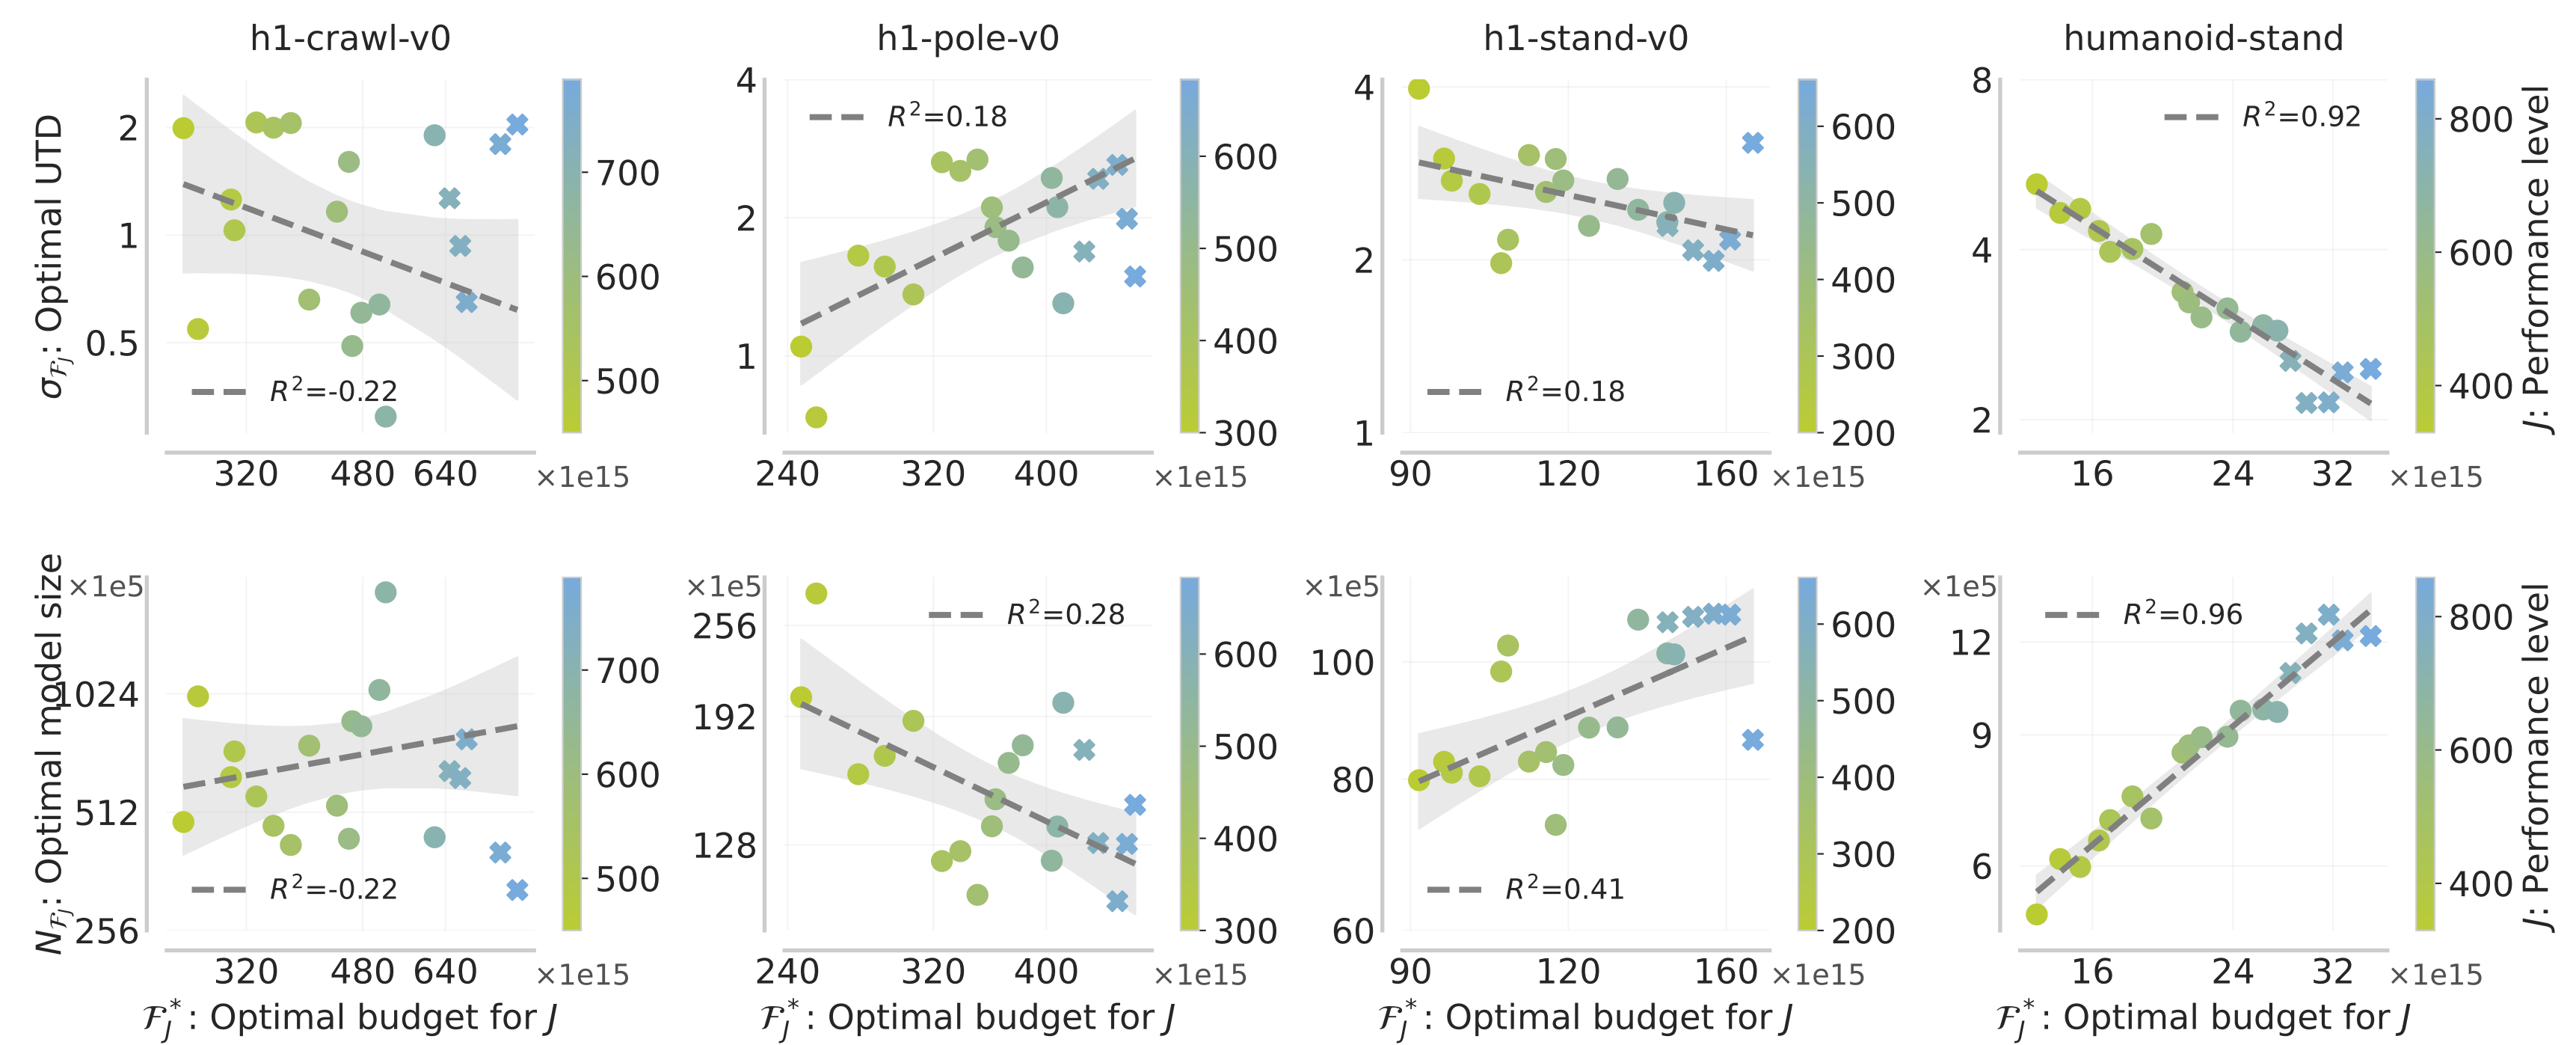 h1-crawl-v0
h1-pole-v0
h1-stand-v0
humanoid-stand
σ_{𝓕_J}: Optimal UTD
2
1
0.5
R²=-0.22
320 480 640 ×1e15
700
600
500
4
2
1
R²=0.18
240 320 400 ×1e15
600
500
400
300
4
2
1
R²=0.18
90 120 160 ×1e15
600
500
400
300
200
8
4
2
R²=0.92
16 24 32 ×1e15
800
600
400
J: Performance level
N_{𝓕_J}: Optimal model size
×1e5
1024
512
256
R²=-0.22
320 480 640 ×1e15
𝓕*_J: Optimal budget for J
700
600
500
×1e5
256
192
128
R²=0.28
240 320 400 ×1e15
𝓕*_J: Optimal budget for J
600
500
400
300
×1e5
100
80
60
R²=0.41
90 120 160 ×1e15
𝓕*_J: Optimal budget for J
600
500
400
300
200
×1e5
12
9
6
R²=0.96
16 24 32 ×1e15
𝓕*_J: Optimal budget for J
800
600
400
J: Performance level